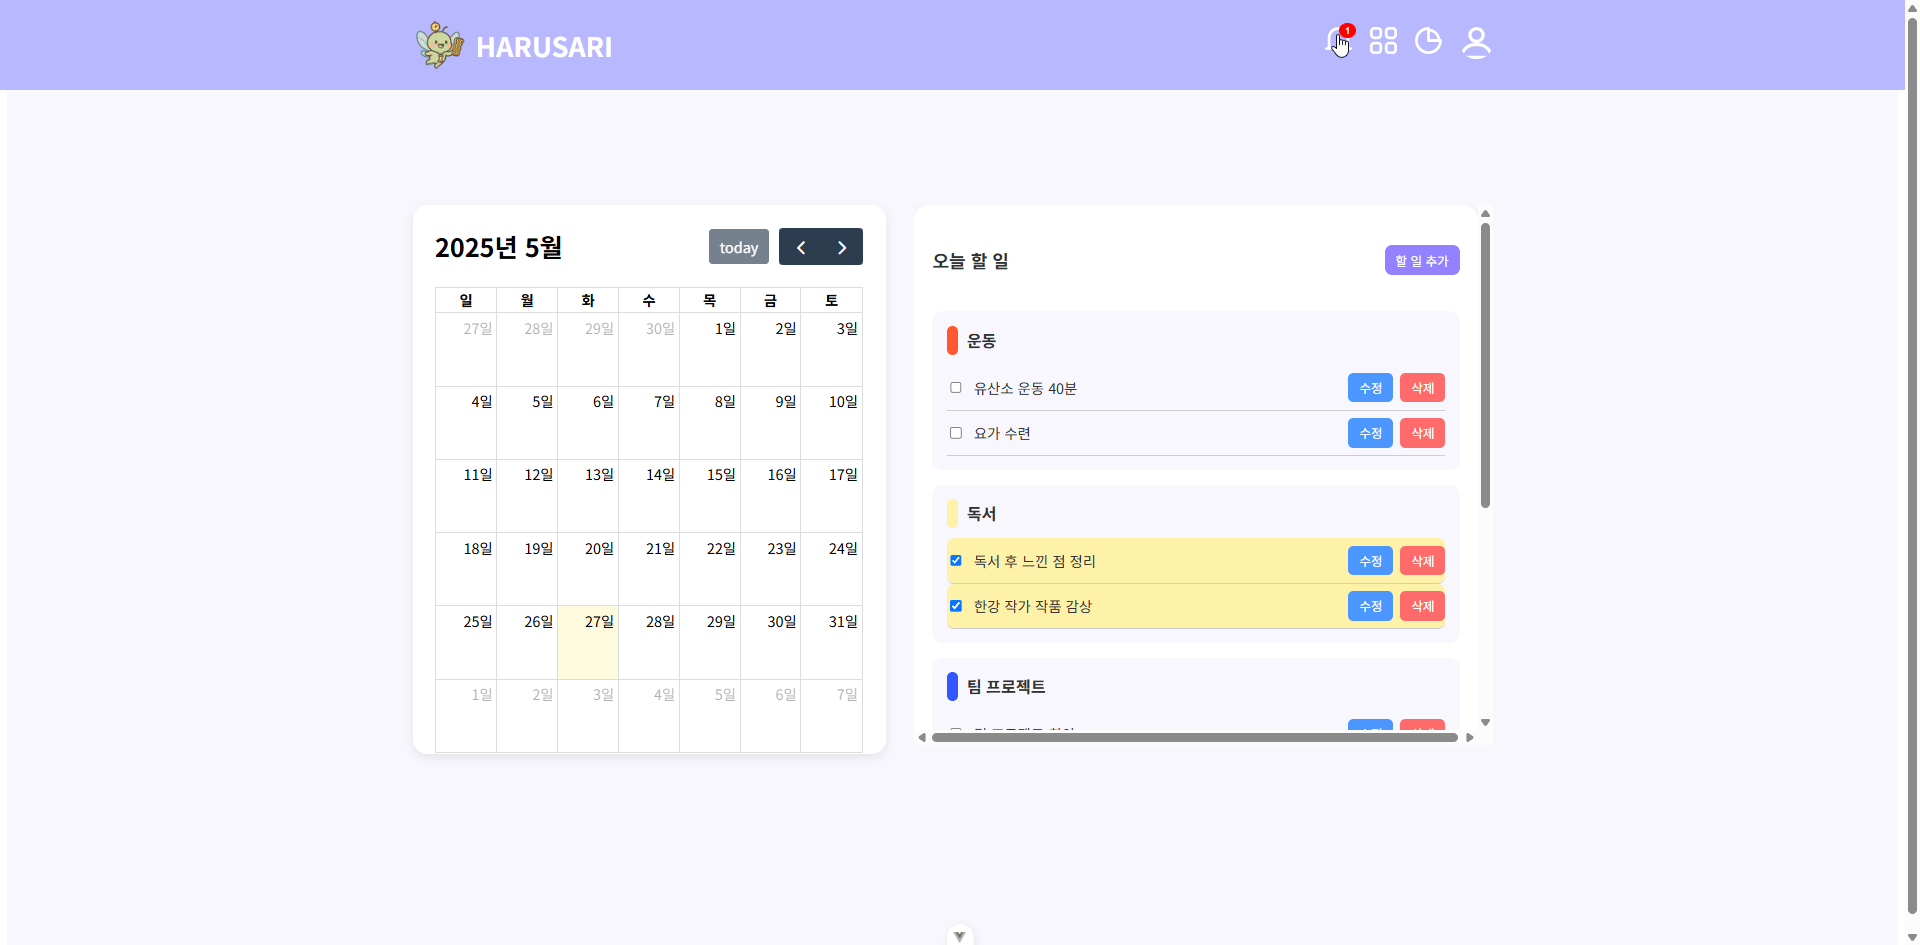 HARUSARI
1
2025년 5월
today
일 월 화 수 목 금 토
27일 28일 29일 30일 1일 2일 3일
4일 5일 6일 7일 8일 9일 10일
11일 12일 13일 14일 15일 16일 17일
18일 19일 20일 21일 22일 23일 24일
25일 26일 27일 28일 29일 30일 31일
1일 2일 3일 4일 5일 6일 7일
오늘 할 일
할 일 추가
운동
유산소 운동 40분 수정 삭제
요가 수련 수정 삭제
독서
독서 후 느낀 점 정리 수정 삭제
한강 작가 작품 감상 수정 삭제
팀 프로젝트